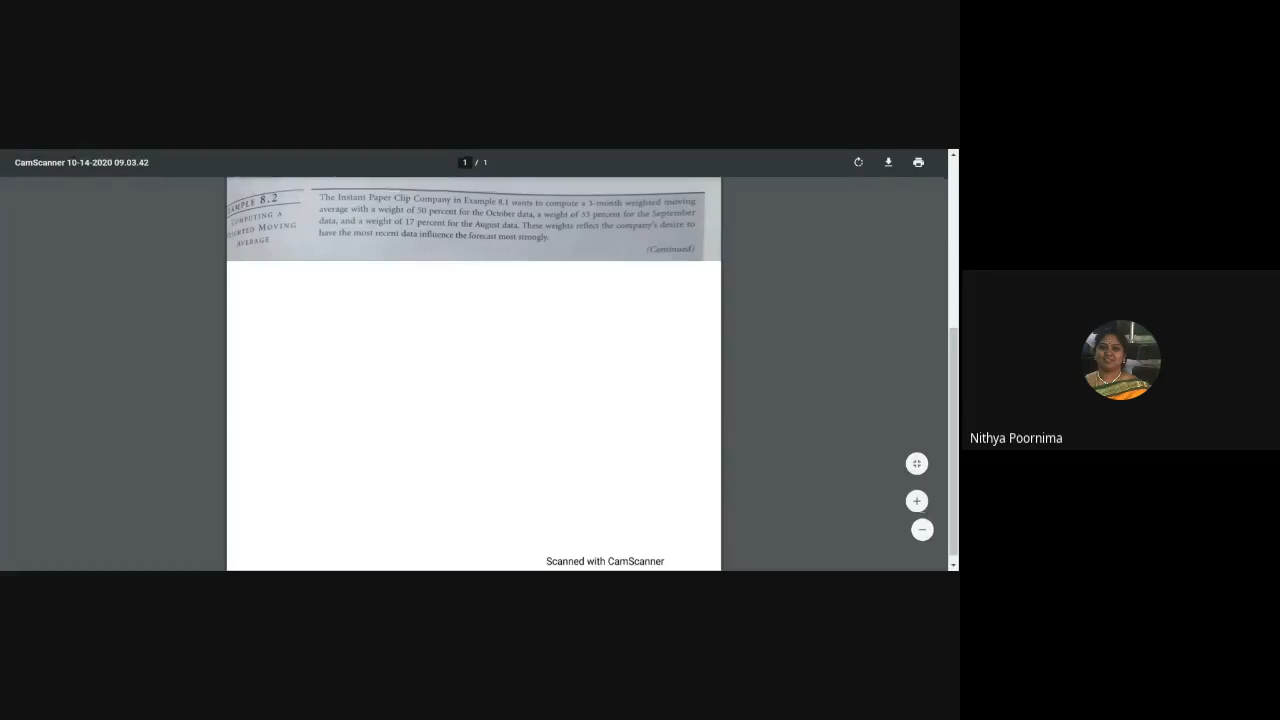 CamScanner 10-14-2020 09.03.42
1 / 1
AMPLE 8.2
COMPUTING A
MOVING
AVERAGE
The Instant Paper Clip Company in Example 8.1 wants to compute a 3-month weighted moving
average with a weight of 50 percent for the October data, a weight of 33 percent for the September
data, and a weight of 17 percent for the August data. These weights reflect the company's desire to
have the most recent data influence the forecast most strongly.
(Continued)
Scanned with CamScanner
Nithya Poornima